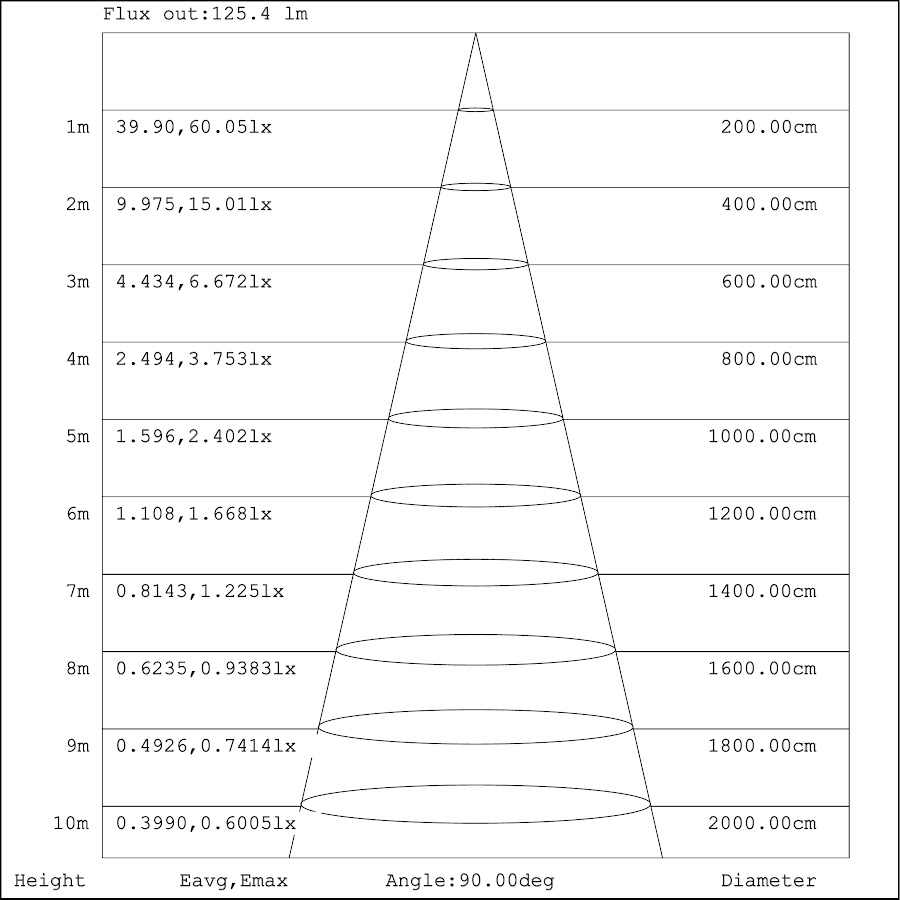 Flux out:125.4 lm
1m 39.90,60.05lx 200.00cm
2m 9.975,15.01lx 400.00cm
3m 4.434,6.672lx 600.00cm
4m 2.494,3.753lx 800.00cm
5m 1.596,2.402lx 1000.00cm
6m 1.108,1.668lx 1200.00cm
7m 0.8143,1.225lx 1400.00cm
8m 0.6235,0.9383lx 1600.00cm
9m 0.4926,0.7414lx 1800.00cm
10m 0.3990,0.6005lx 2000.00cm
Height Eavg,Emax Angle:90.00deg Diameter